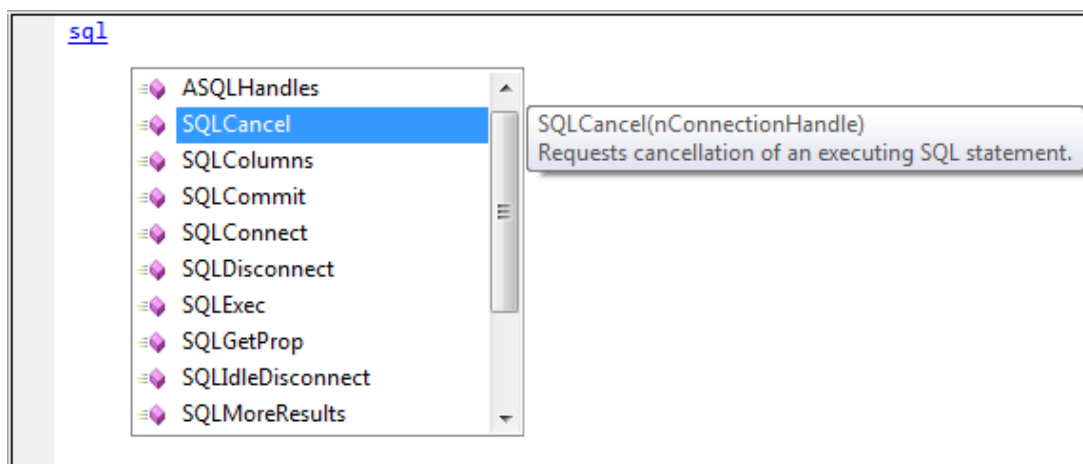 sql
ASQLHandles
SQLCancel
SQLColumns
SQLCommit
SQLConnect
SQLDisconnect
SQLExec
SQLGetProp
SQLIdleDisconnect
SQLMoreResults
SQLCancel(nConnectionHandle)
Requests cancellation of an executing SQL statement.